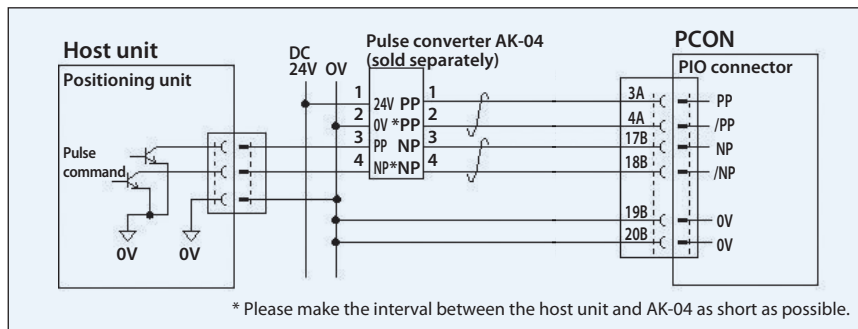 Host unit
Positioning unit
Pulse
command
0V
0V
DC
24V
0V
Pulse converter AK-04
(sold separately)
1 24V PP 1
2 0V *PP 2
3 PP NP 3
4 NP*NP 4
PCON
PIO connector
3A PP
4A /PP
17B NP
18B /NP
19B 0V
20B 0V
* Please make the interval between the host unit and AK-04 as short as possible.